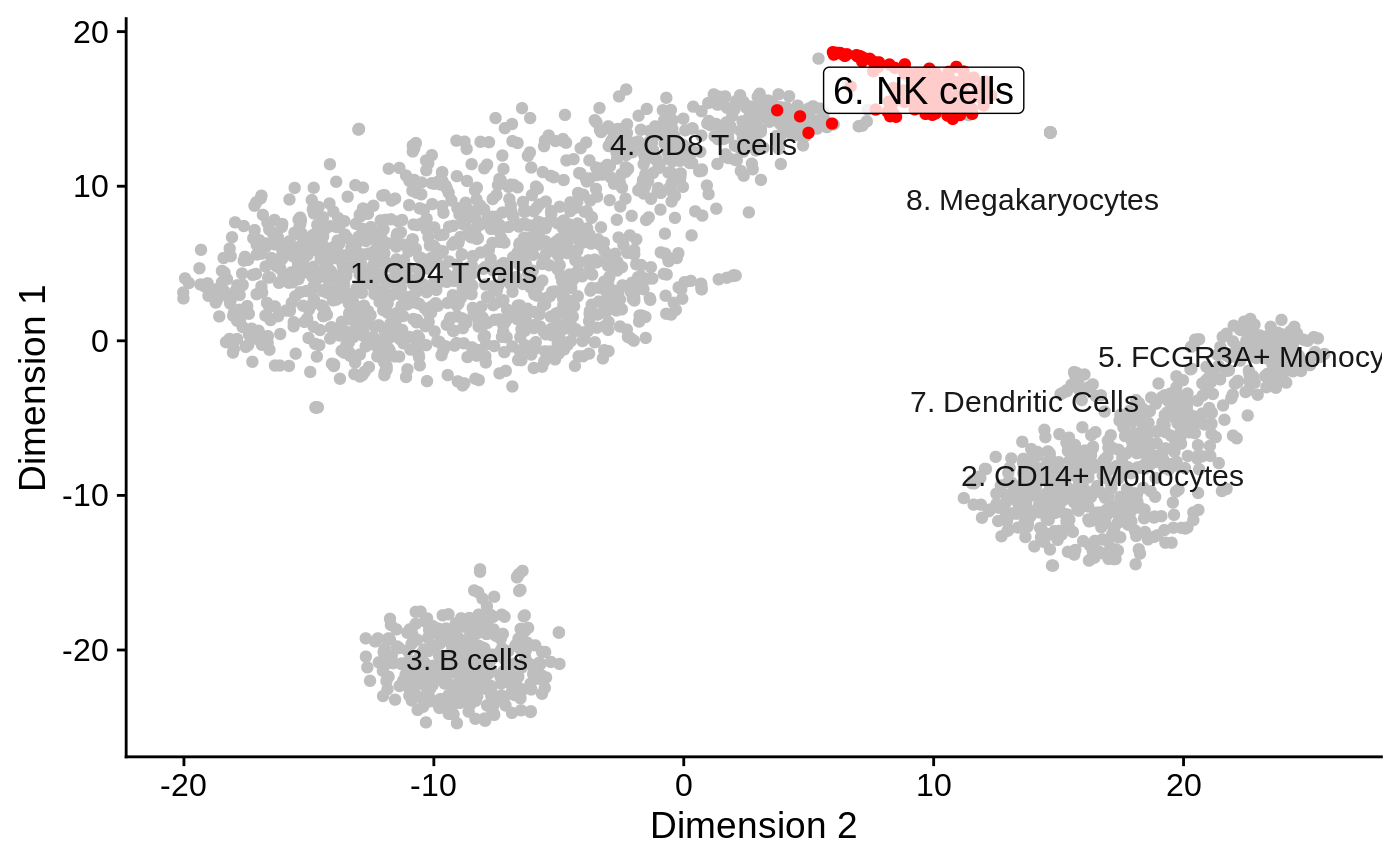 20
6. NK cells
4. CD8 T cells
10
8. Megakaryocytes
1. CD4 T cells
Dimension 1
0
5. FCGR3A+ Monocy
7. Dendritic Cells
2. CD14+ Monocytes
-10
-20
3. B cells
-20 -10 0 10 20
Dimension 2